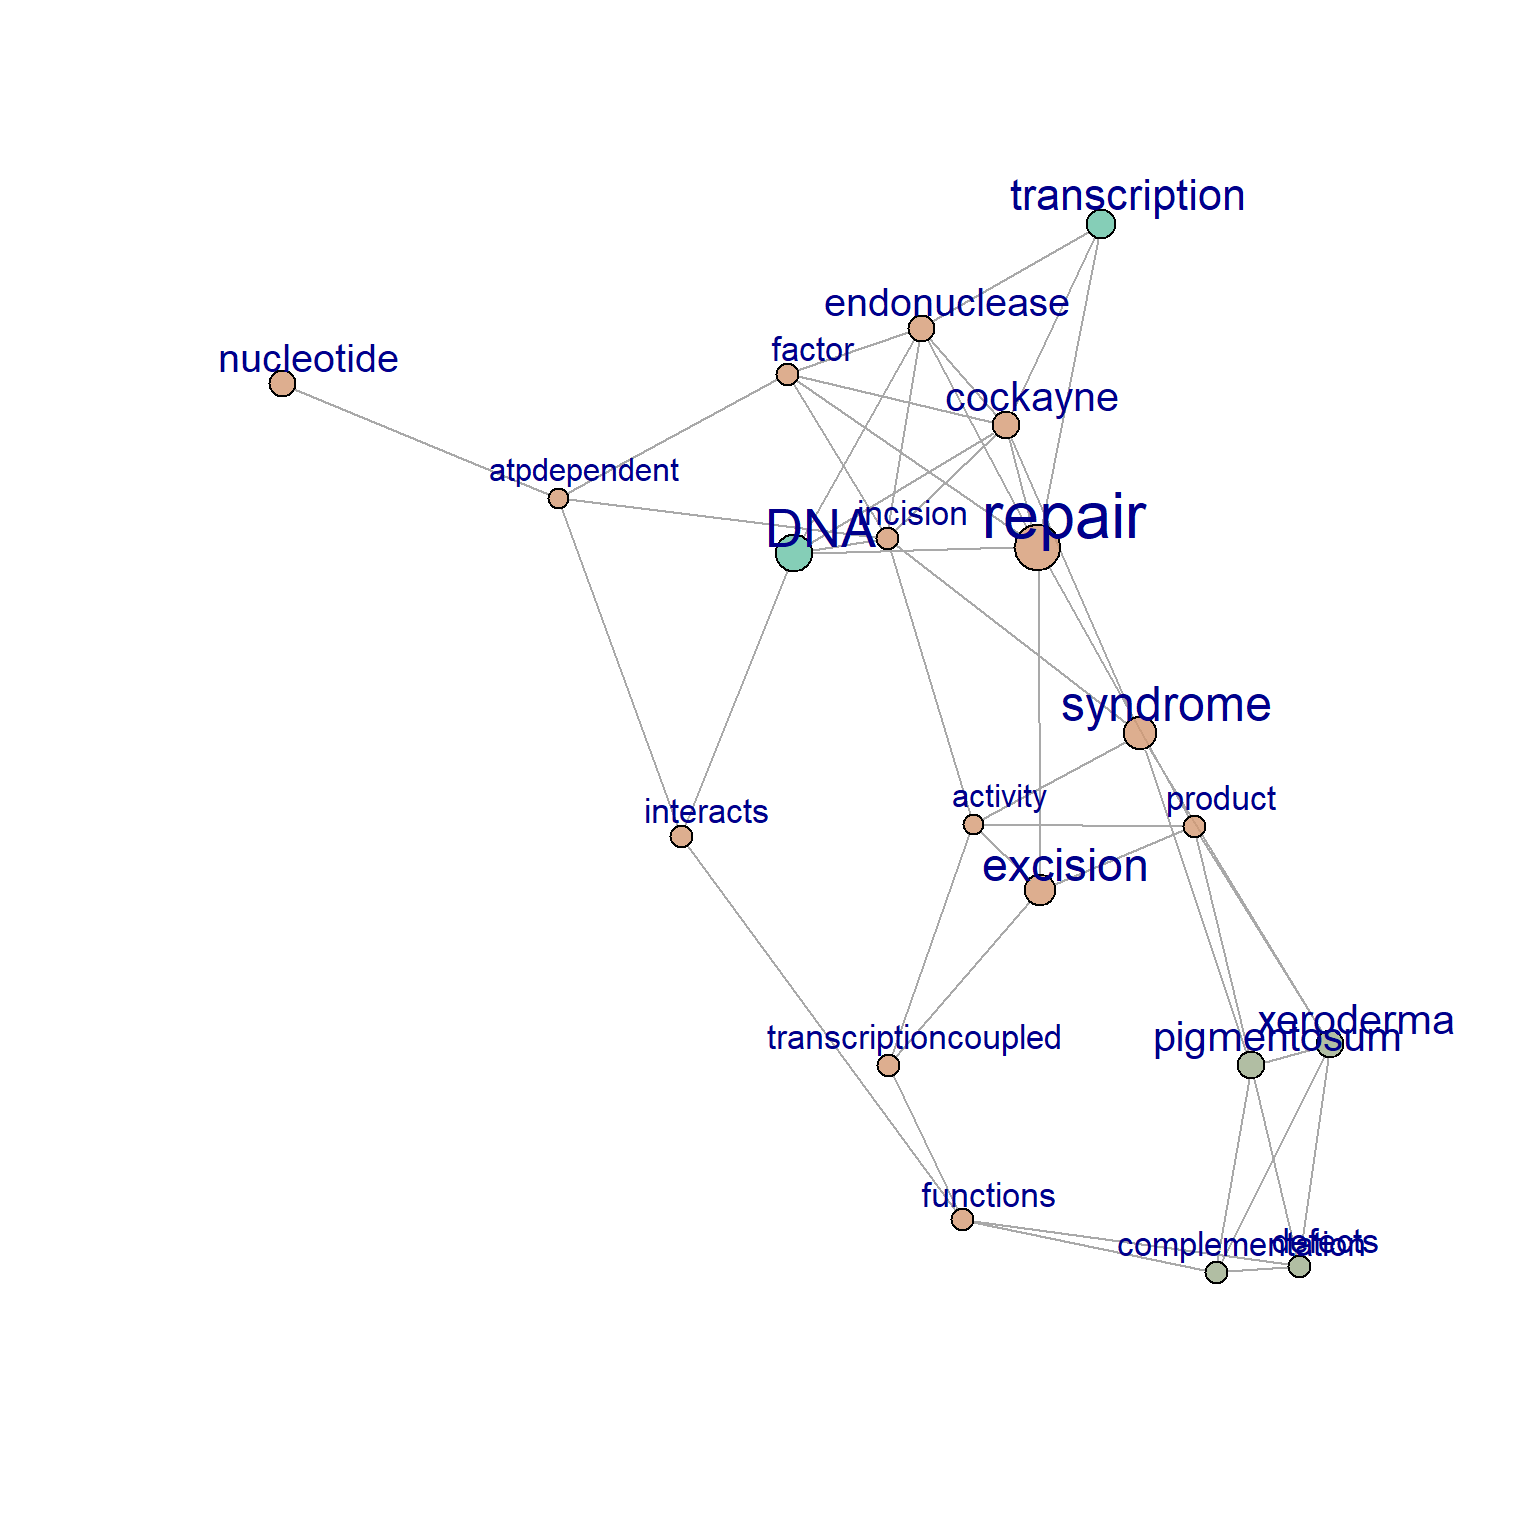 transcription
endonuclease
factor
nucleotide
cockayne
atpdependent
DNA
incision
repair
syndrome
activity
product
interacts
excision
xeroderma
pigmentosum
transcriptioncoupled
functions
complementation
defects